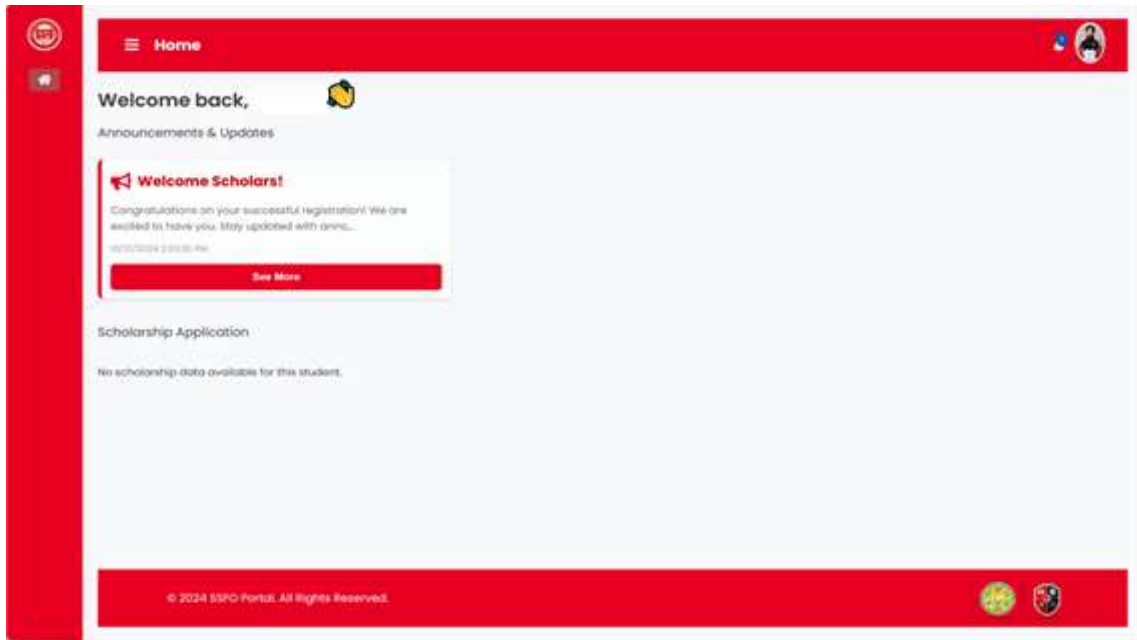 Home
Welcome back,
Announcements & Updates
Welcome Scholars!
Congratulations on your successful registration! We are
excited to have you. Stay updated with anno...
See More
Scholarship Application
No scholarship data available for this student.
© 2024 SSPO Portal. All Rights Reserved.